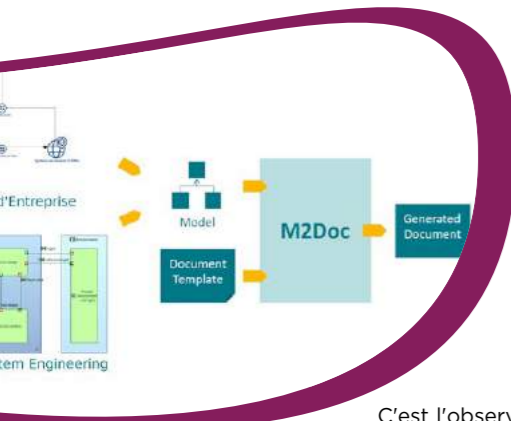 d'Entreprise
Model
M2Doc
Generated
Document
Document
Template
tem Engineering
C'est l'observ